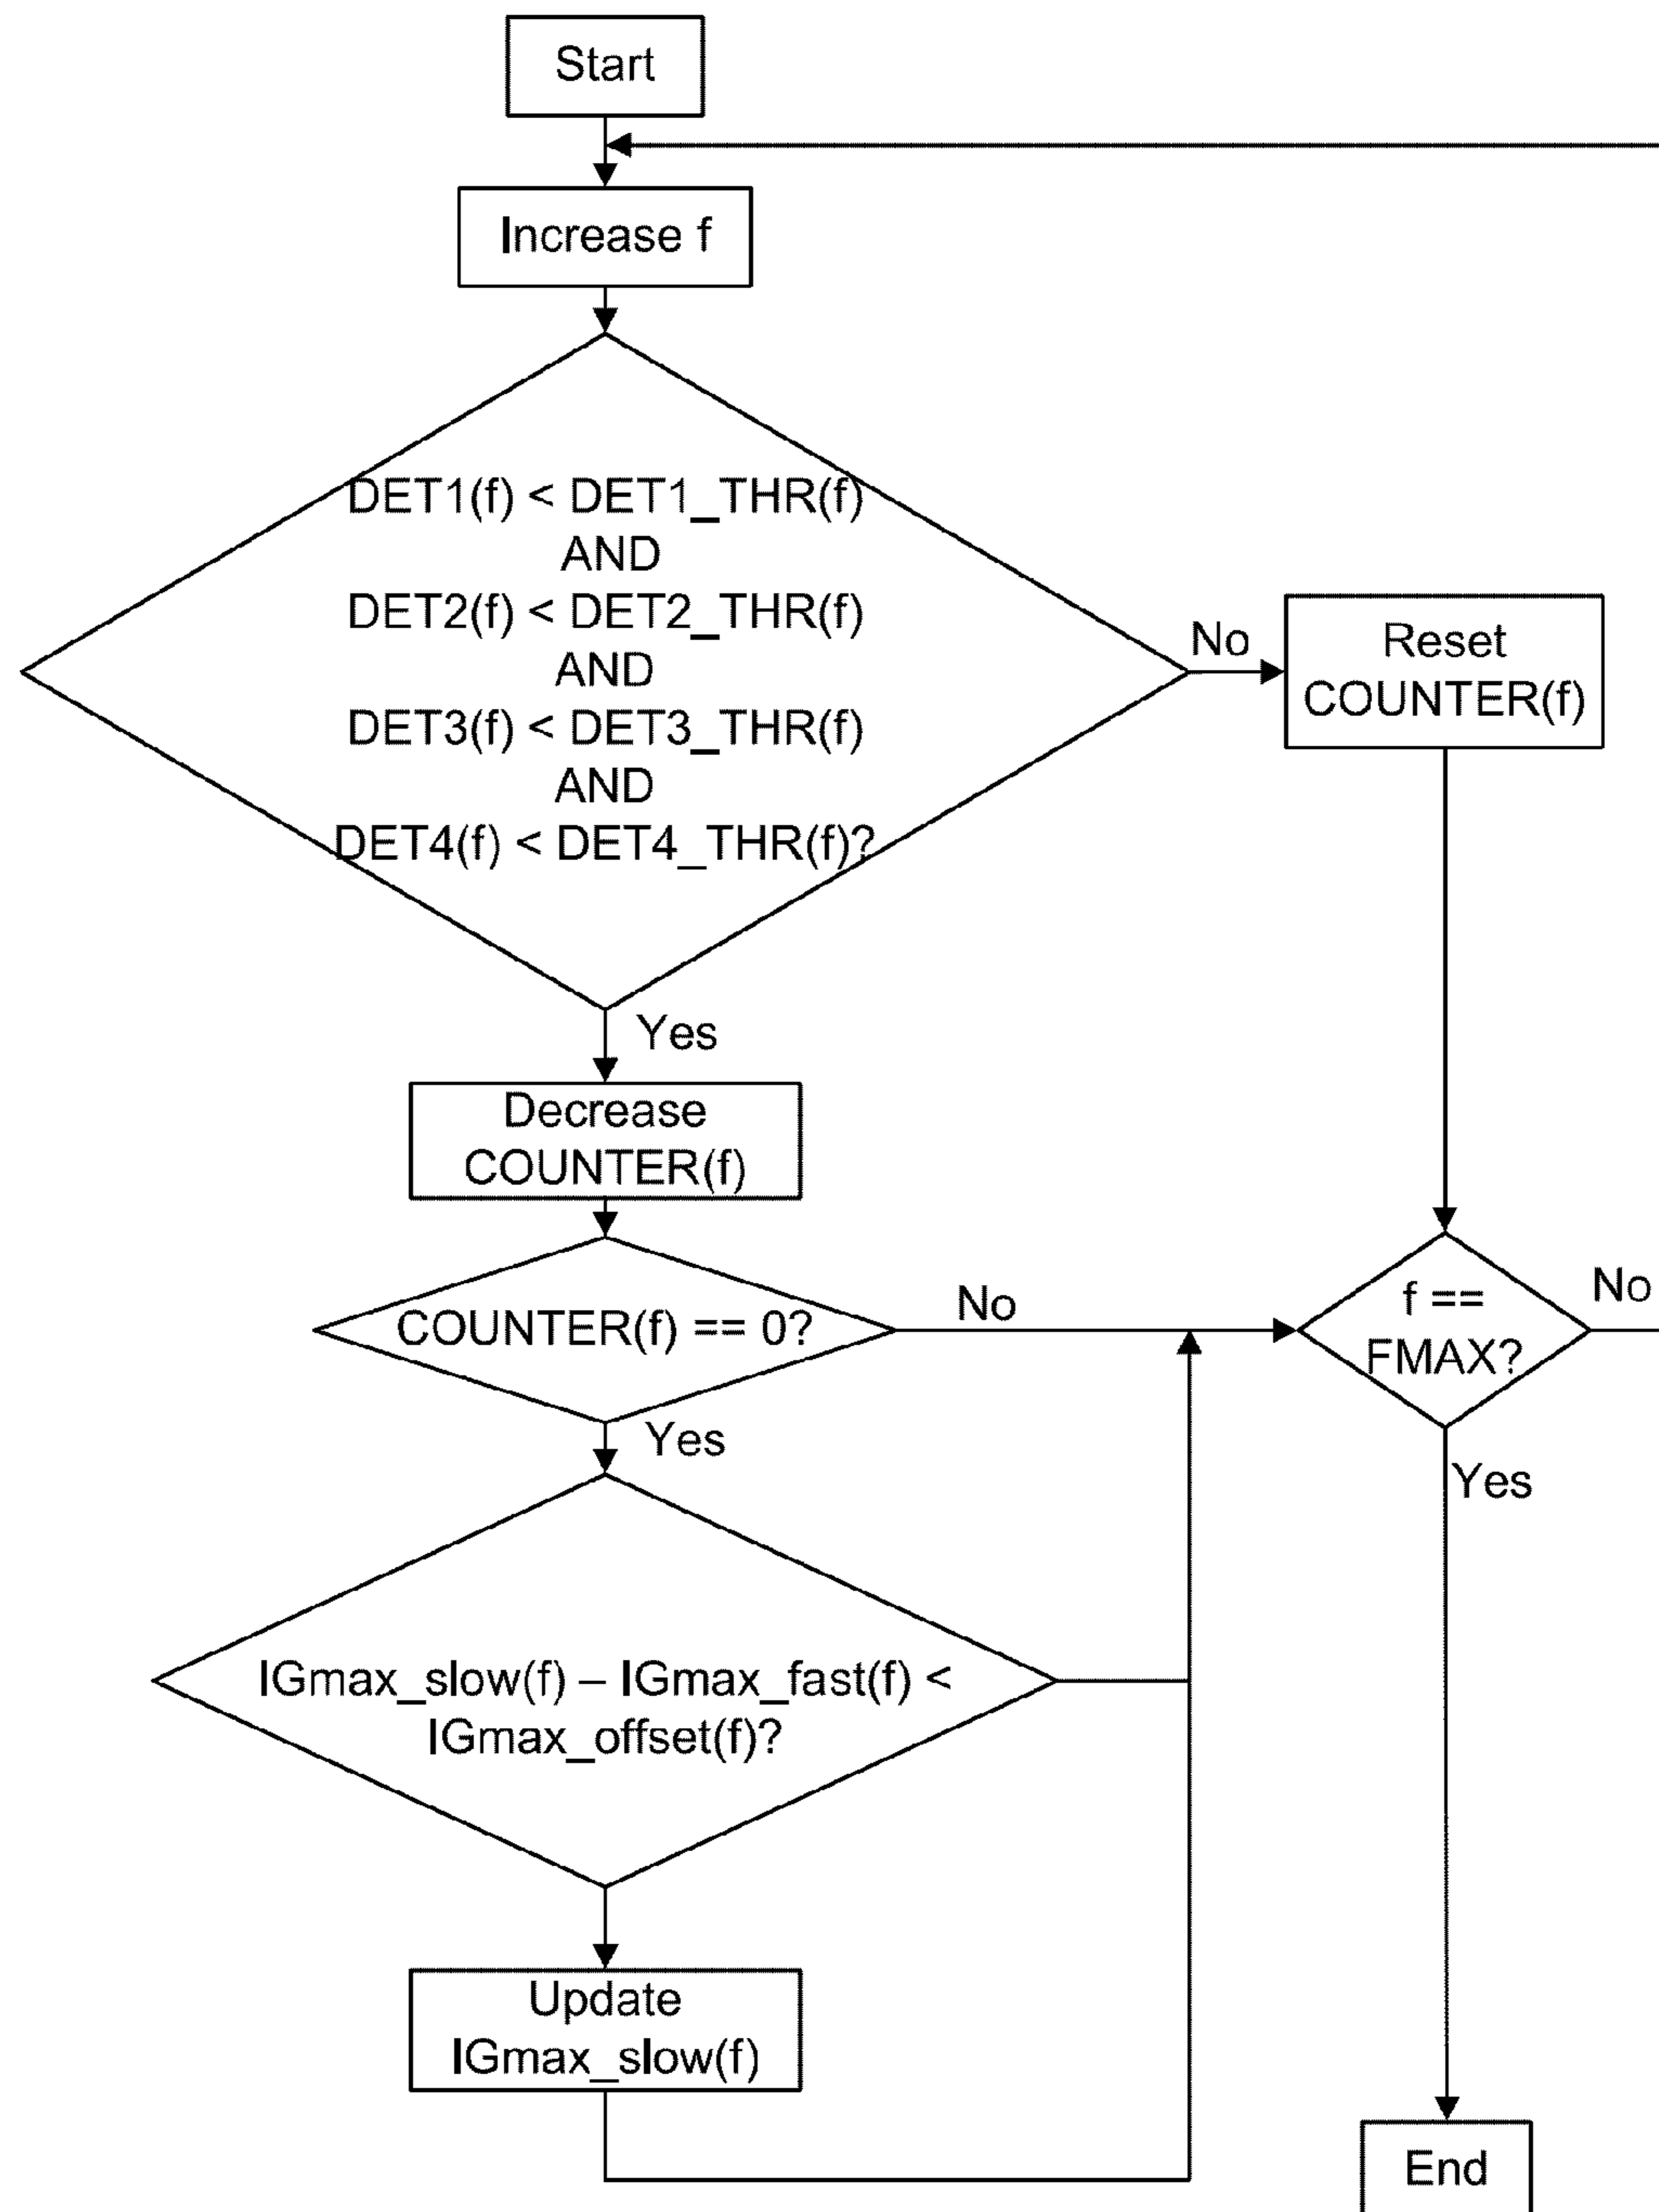 Start
Increase f
DET1(f) < DET1_THR(f)
AND
DET2(f) < DET2_THR(f)
AND
DET3(f) < DET3_THR(f)
AND
DET4(f) < DET4_THR(f)?
No
Reset
COUNTER(f)
Yes
Decrease
COUNTER(f)
COUNTER(f) == 0?
No
f ==
FMAX?
No
Yes
Yes
IGmax_slow(f) – IGmax_fast(f) <
IGmax_offset(f)?
Update
IGmax_slow(f)
End